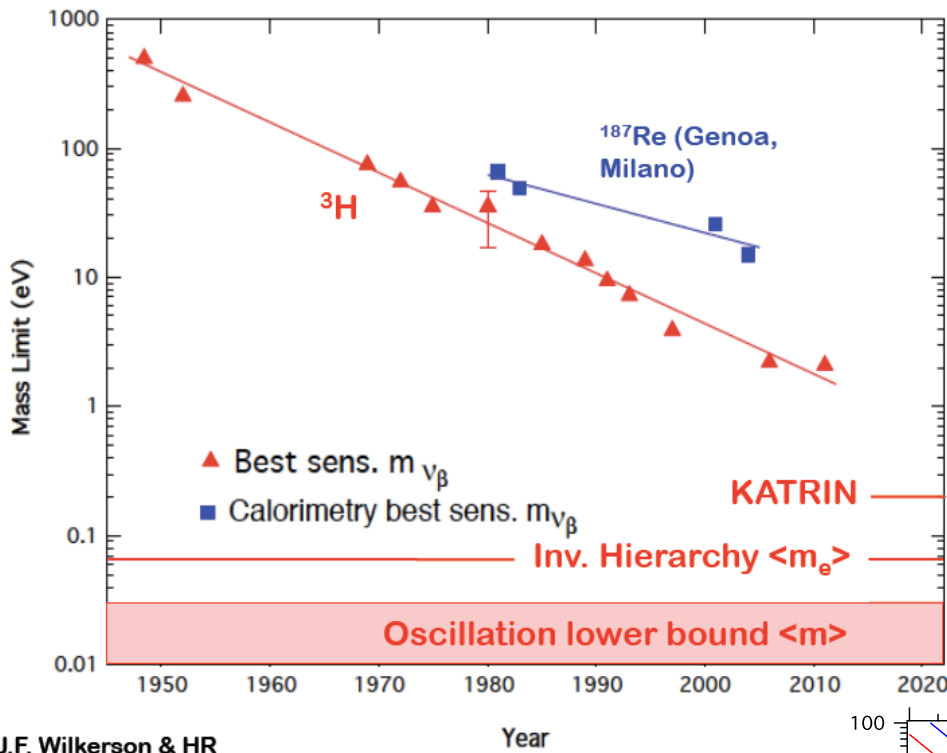 1000
100
10
1
0.1
0.01
Mass Limit (eV)
³H
¹⁸⁷Re (Genoa,
Milano)
Best sens. m νβ
Calorimetry best sens. mνβ
KATRIN
Inv. Hierarchy <mₑ>
Oscillation lower bound <m>
1950 1960 1970 1980 1990 2000 2010 2020
Year
J.F. Wilkerson & HR
100